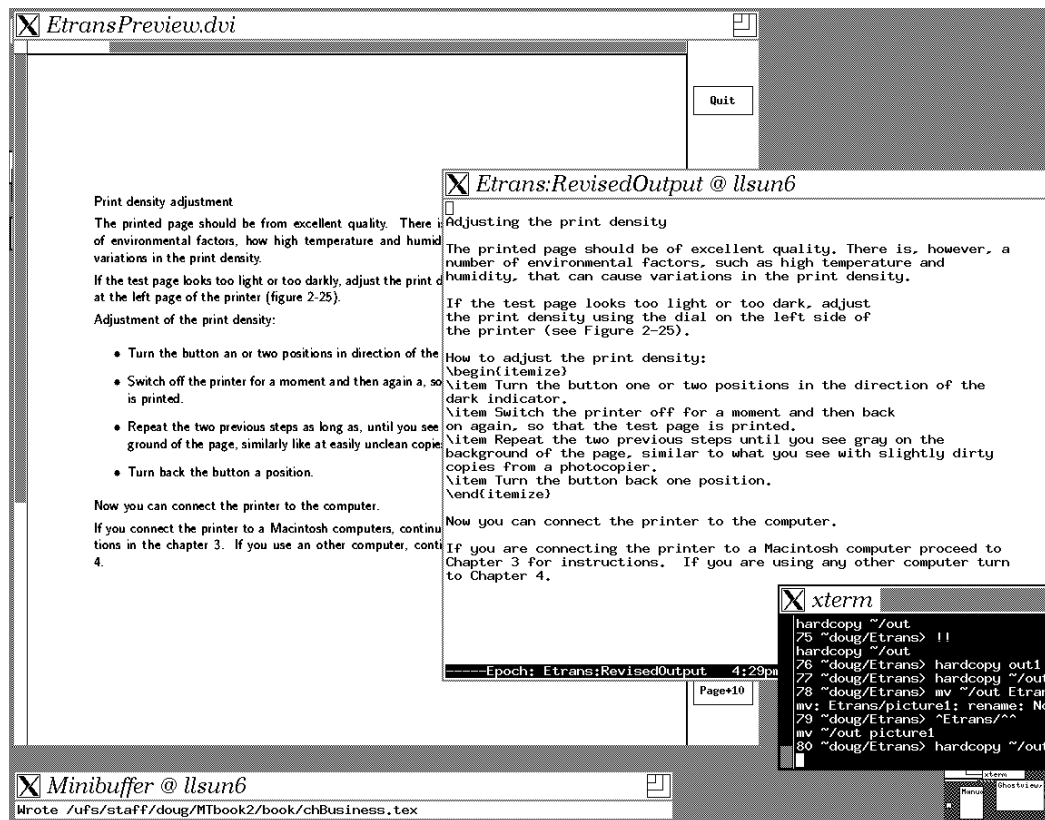 EtransPreview.dvi
Quit
Print density adjustment
The printed page should be from excellent quality. There i
of environmental factors, how high temperature and humid
variations in the print density.
If the test page looks too light or too darkly, adjust the print d
at the left page of the printer (figure 2-25).
Adjustment of the print density:
• Turn the button an or two positions in direction of the
• Switch off the printer for a moment and then again a, so
is printed.
• Repeat the two previous steps as long as, until you see
ground of the page, similarly like at easily unclean copie
• Turn back the button a position.
Now you can connect the printer to the computer.
If you connect the printer to a Macintosh computers, continu
tions in the chapter 3. If you use an other computer, conti
4.
Page+10
Etrans:RevisedOutput @ llsun6
Adjusting the print density
The printed page should be of excellent quality. There is, however, a
number of environmental factors, such as high temperature and
humidity, that can cause variations in the print density.
If the test page looks too light or too dark, adjust
the print density using the dial on the left side of
the printer (see Figure 2-25).
How to adjust the print density:
\begin{itemize}
\item Turn the button one or two positions in the direction of the
dark indicator.
\item Switch the printer off for a moment and then back
on again, so that the test page is printed.
\item Repeat the two previous steps until you see gray on the
background of the page, similar to what you see with slightly dirty
copies from a photocopier.
\item Turn the button back one position.
\end{itemize}
Now you can connect the printer to the computer.
If you are connecting the printer to a Macintosh computer proceed to
Chapter 3 for instructions.  If you are using any other computer turn
to Chapter 4.
-----Epoch: Etrans:RevisedOutput   4:29pm
xterm
hardcopy ~/out
75 ~doug/Etrans> !!
hardcopy ~/out
76 ~doug/Etrans> hardcopy out1
77 ~doug/Etrans> hardcopy ~/out
78 ~doug/Etrans> mv ~/out Etran
mv: Etrans/picture1: rename: No
79 ~doug/Etrans> ^Etrans/^^
mv ~/out picture1
80 ~doug/Etrans> hardcopy ~/out
Minibuffer @ llsun6
Wrote /ufs/staff/doug/MTbook2/book/chBusiness.tex
xterm
Manua
Ghostview